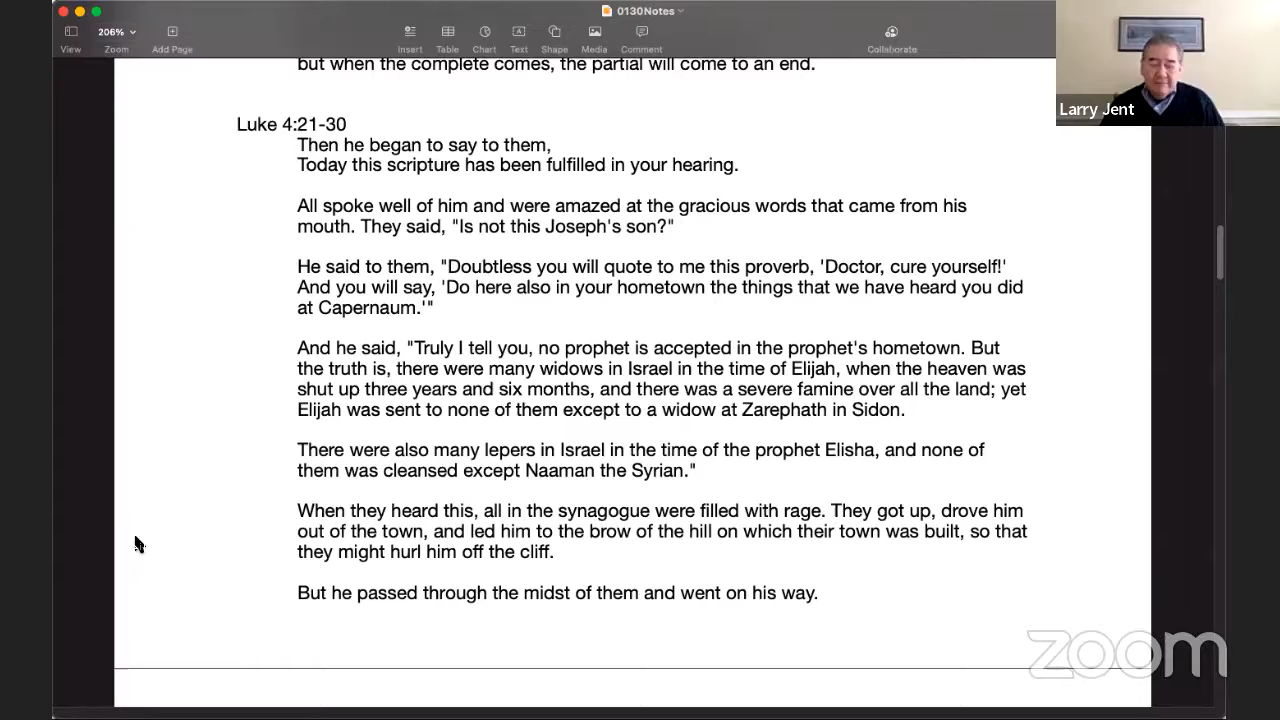 0130Notes
206%
View
Zoom
Add Page
Insert
Table
Chart
Text
Shape
Media
Comment
Collaborate
Larry Jent
but when the complete comes, the partial will come to an end.
Luke 4:21-30
Then he began to say to them,
Today this scripture has been fulfilled in your hearing.
All spoke well of him and were amazed at the gracious words that came from his
mouth. They said, "Is not this Joseph's son?"
He said to them, "Doubtless you will quote to me this proverb, 'Doctor, cure yourself!'
And you will say, 'Do here also in your hometown the things that we have heard you did
at Capernaum.'"
And he said, "Truly I tell you, no prophet is accepted in the prophet's hometown. But
the truth is, there were many widows in Israel in the time of Elijah, when the heaven was
shut up three years and six months, and there was a severe famine over all the land; yet
Elijah was sent to none of them except to a widow at Zarephath in Sidon.
There were also many lepers in Israel in the time of the prophet Elisha, and none of
them was cleansed except Naaman the Syrian."
When they heard this, all in the synagogue were filled with rage. They got up, drove him
out of the town, and led him to the brow of the hill on which their town was built, so that
they might hurl him off the cliff.
But he passed through the midst of them and went on his way.
zoom